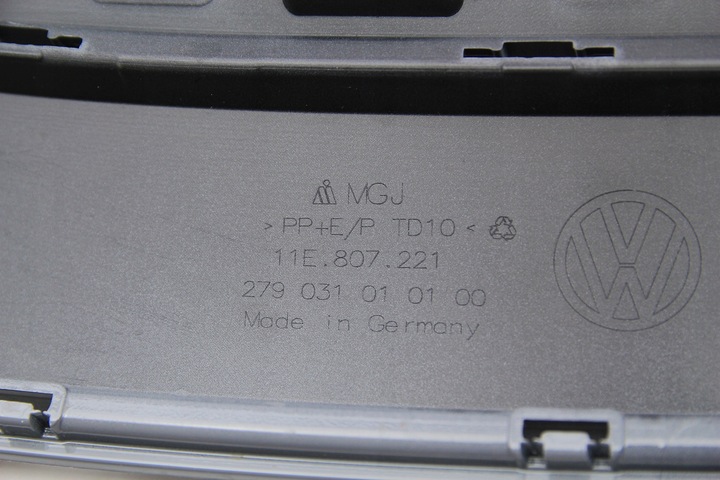 MGJ
>PP+E/P TD10<
11E.807.221
279 031 01 01 00
Made in Germany